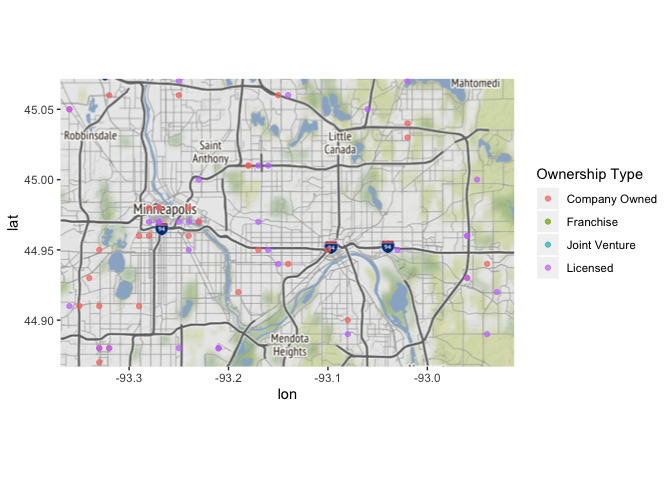 Mahtomedi
45.05
Robbinsdale
Little
Canada
Saint
Anthony
Ownership Type
Company Owned
Franchise
Joint Venture
Licensed
45.00
Minneapolis
94
94
94
lat
44.95
44.90
Mendota
Heights
-93.3
-93.2
-93.1
-93.0
lon